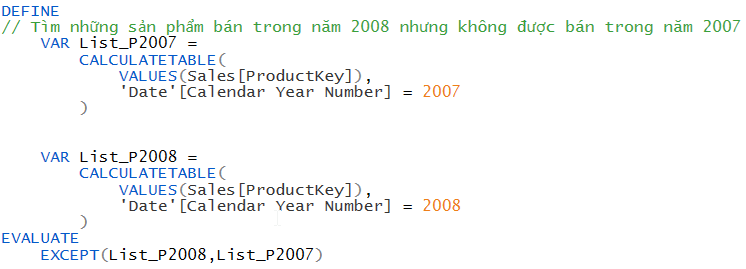 DEFINE
// Tìm những sản phẩm bán trong năm 2008 nhưng không được bán trong năm 2007
VAR List_P2007 =
CALCULATETABLE(
VALUES(Sales[ProductKey]),
'Date'[Calendar Year Number] = 2007
)
VAR List_P2008 =
CALCULATETABLE(
VALUES(Sales[ProductKey]),
'Date'[Calendar Year Number] = 2008
)
EVALUATE
EXCEPT(List_P2008,List_P2007)